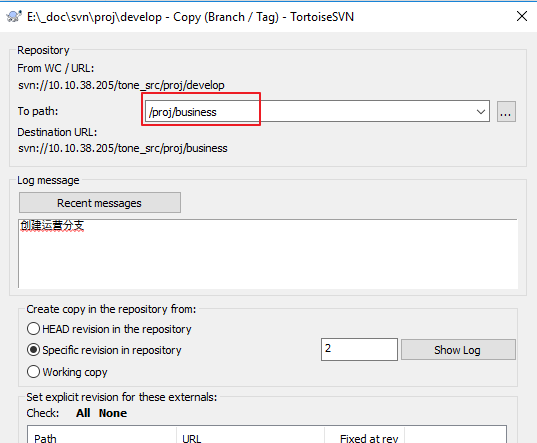 E:\_doc\svn\proj\develop - Copy (Branch / Tag) - TortoiseSVN
Repository
From WC / URL:
svn://10.10.38.205/tone_src/proj/develop
To path:
/proj/business
...
Destination URL:
svn://10.10.38.205/tone_src/proj/business
Log message
Recent messages
创建运营分支
Create copy in the repository from:
HEAD revision in the repository
Specific revision in repository
2
Show Log
Working copy
Set explicit revision for these externals:
Check: All None
Path URL Fixed at rev